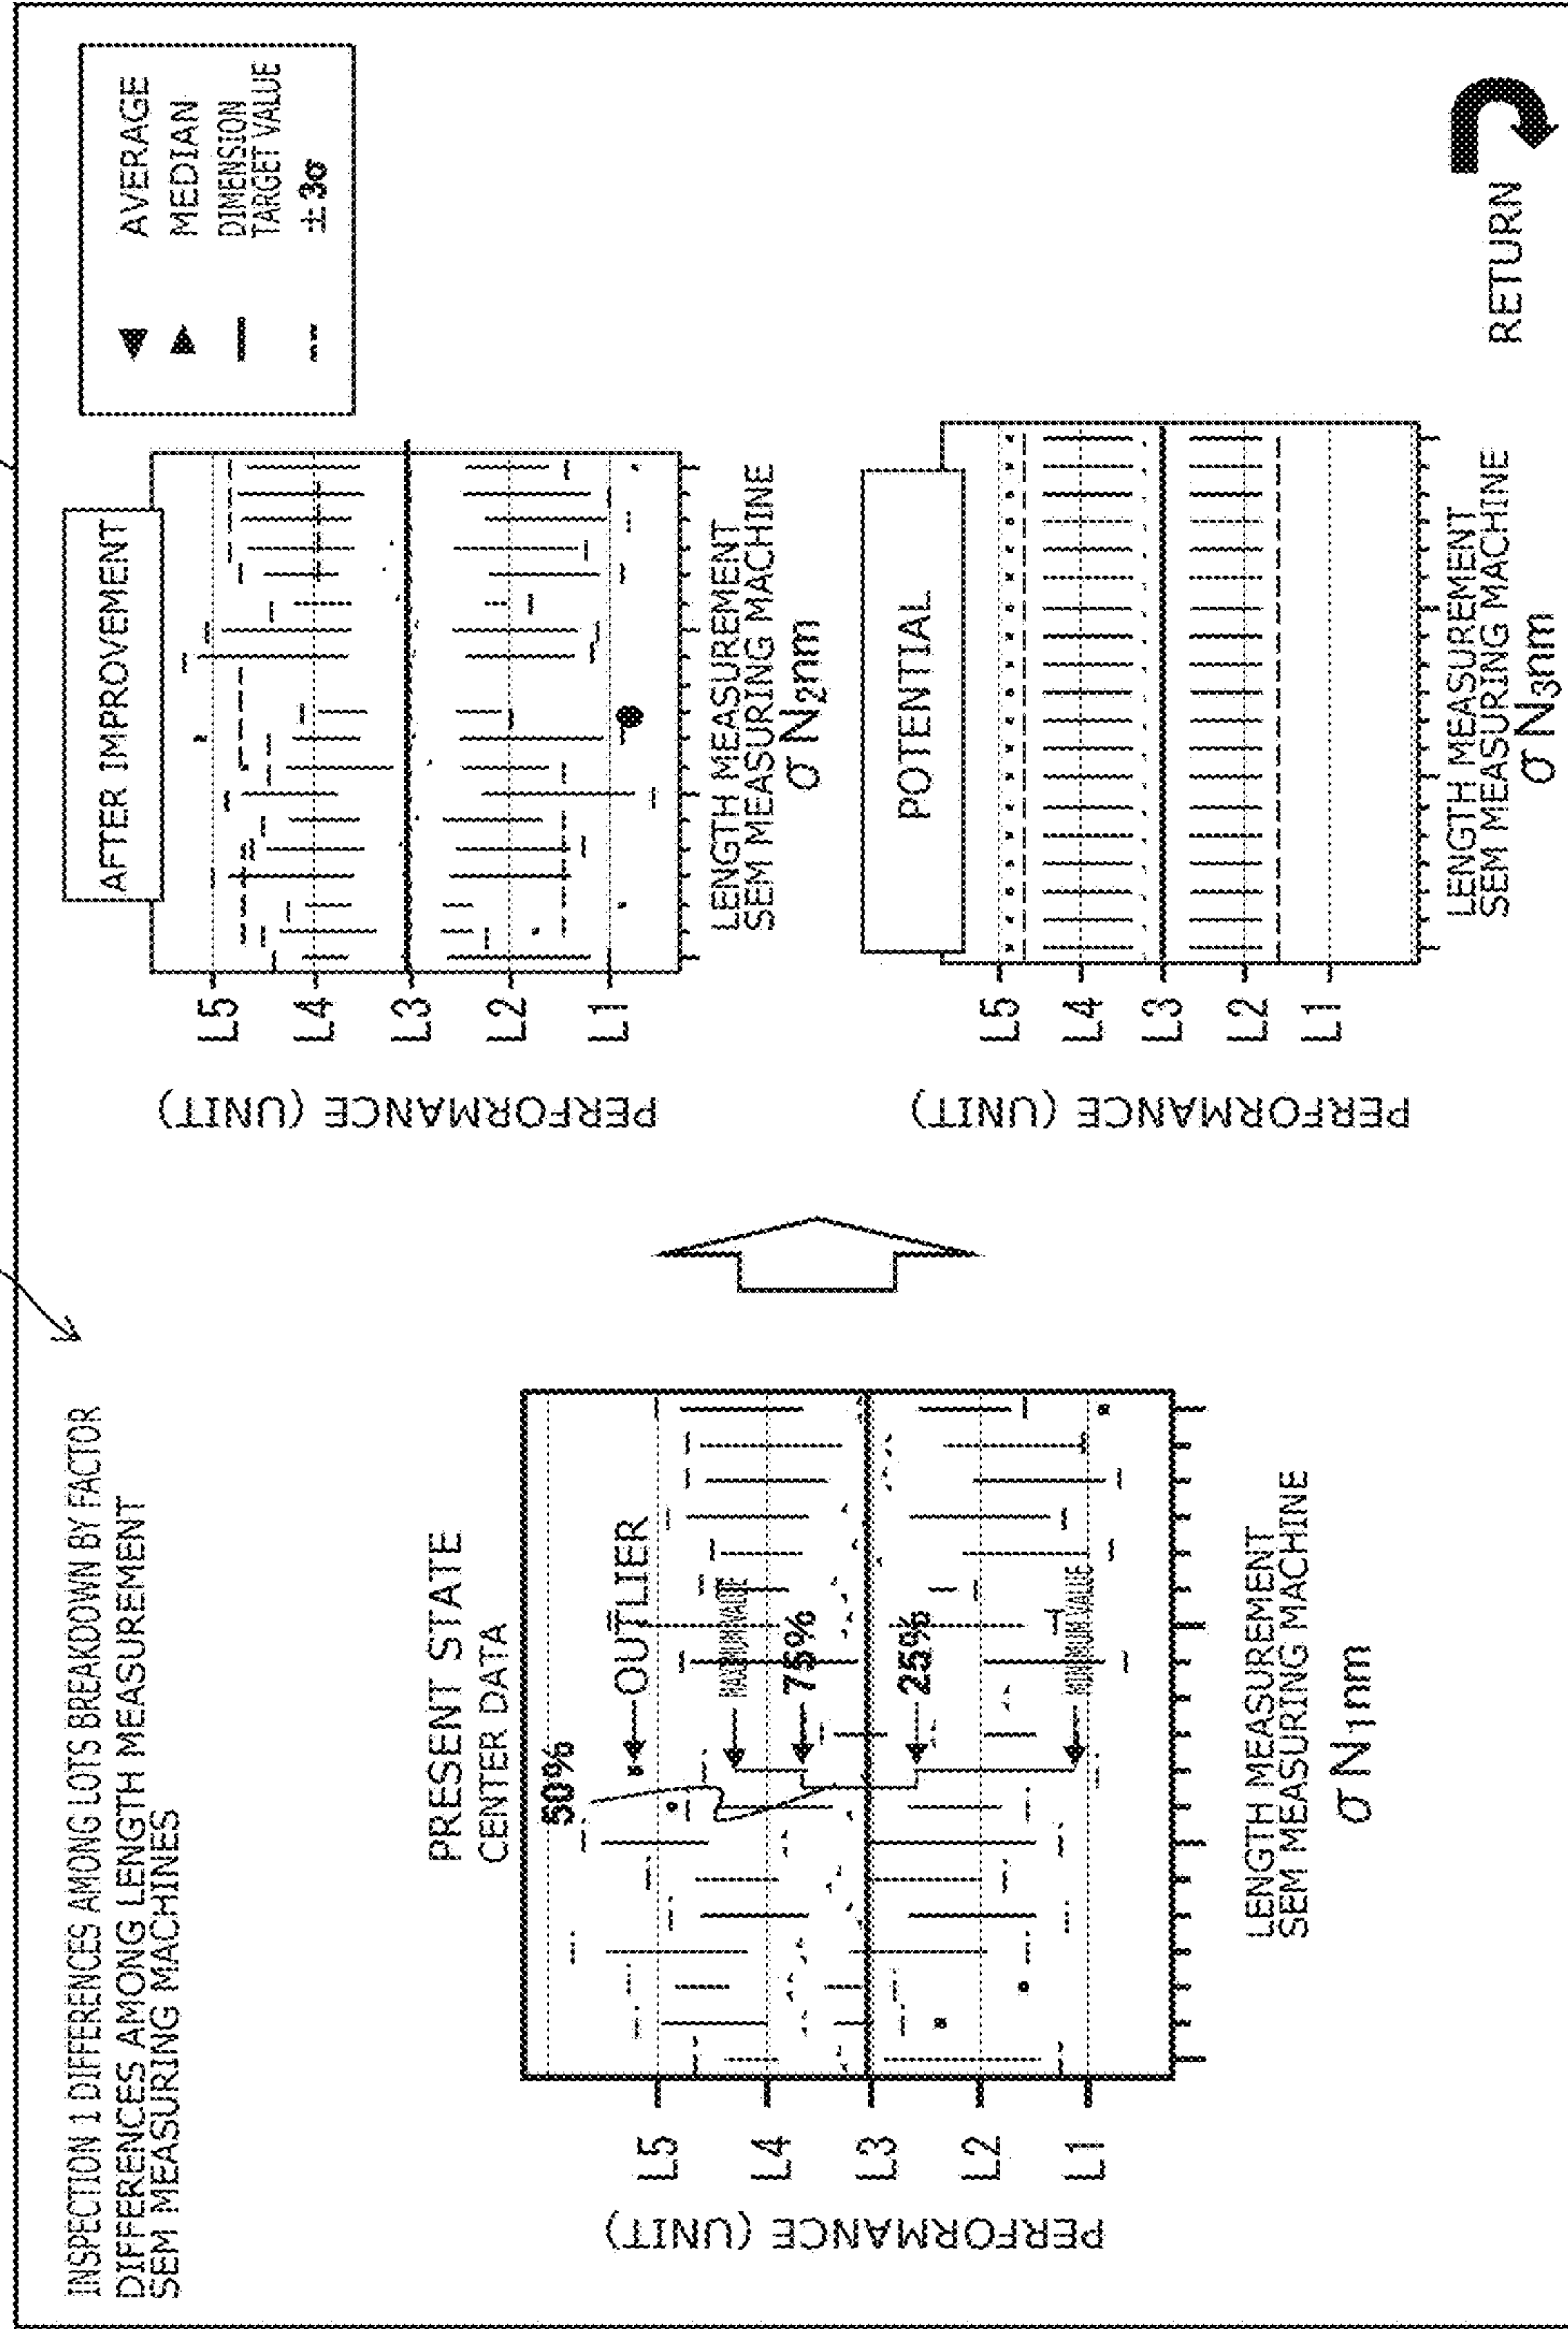 INSPECTION 1 DIFFERENCES AMONG LOTS BREAKDOWN BY FACTOR
DIFFERENCES AMONG LENGTH MEASUREMENT
SEM MEASURING MACHINES
PRESENT STATE
CENTER DATA
PERFORMANCE (UNIT)
L5
L4
L3
L2
L1
50%
OUTLIER
MAXIMUM VALUE
75%
25%
MINIMUM VALUE
LENGTH MEASUREMENT
SEM MEASURING MACHINE
σ N1nm
AFTER IMPROVEMENT
PERFORMANCE (UNIT)
L5
L4
L3
L2
L1
LENGTH MEASUREMENT
SEM MEASURING MACHINE
σ N2nm
AVERAGE
MEDIAN
DIMENSION
TARGET VALUE
±3σ
POTENTIAL
PERFORMANCE (UNIT)
L5
L4
L3
L2
L1
LENGTH MEASUREMENT
SEM MEASURING MACHINE
σ N3nm
RETURN